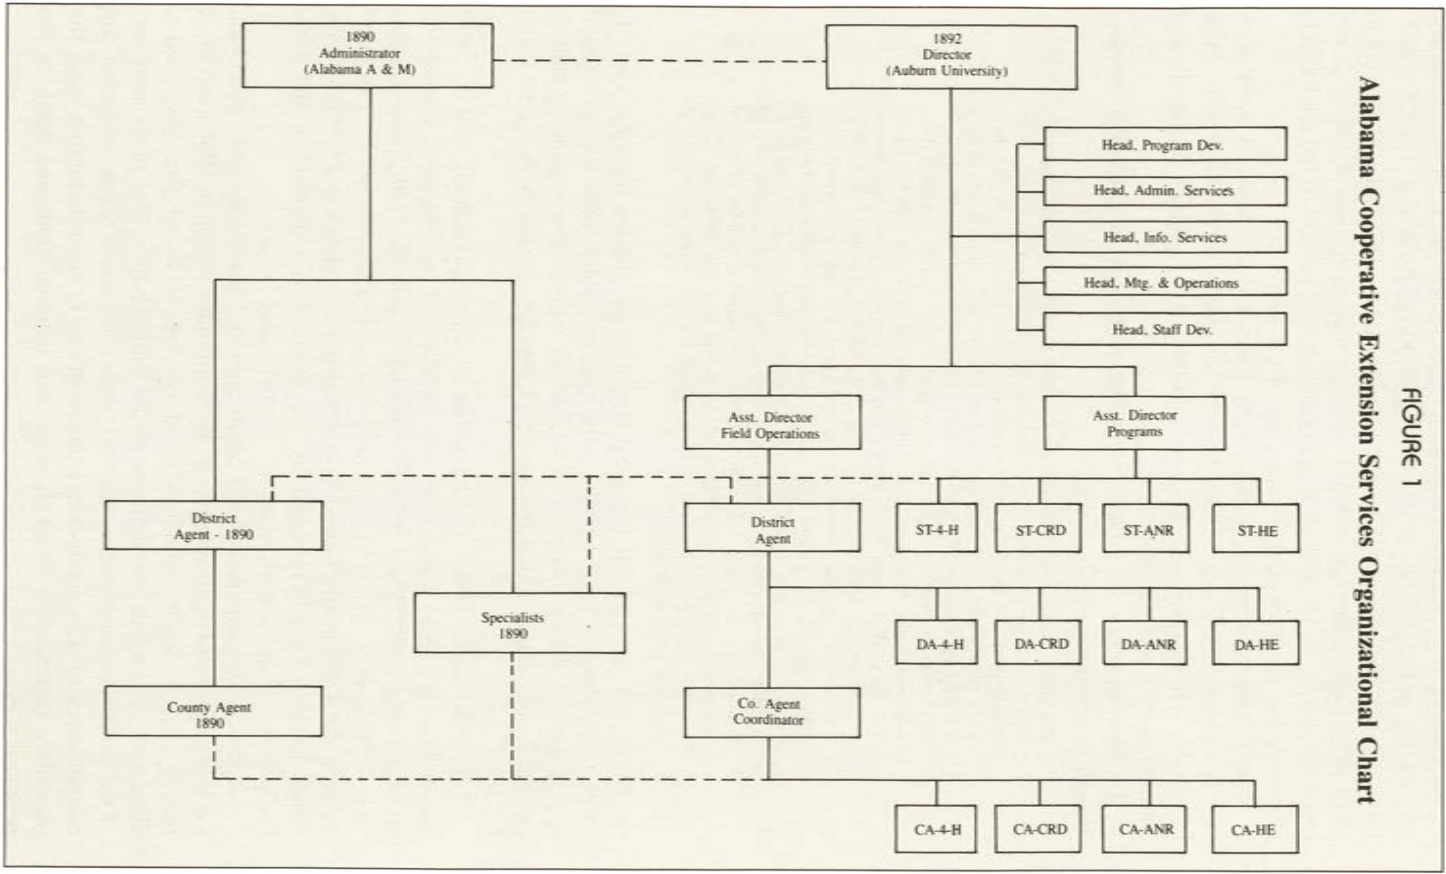 FIGURE 1
Alabama Cooperative Extension Services Organizational Chart
1890
Administrator
(Alabama A & M)
1892
Director
(Auburn University)
Head, Program Dev.
Head, Admin. Services
Head, Info. Services
Head, Mtg. & Operations
Head, Staff Dev.
Asst. Director
Field Operations
Asst. Director
Programs
District
Agent - 1890
District
Agent
ST-4-H
ST-CRD
ST-ANR
ST-HE
Specialists
1890
DA-4-H
DA-CRD
DA-ANR
DA-HE
County Agent
1890
Co. Agent
Coordinator
CA-4-H
CA-CRD
CA-ANR
CA-HE